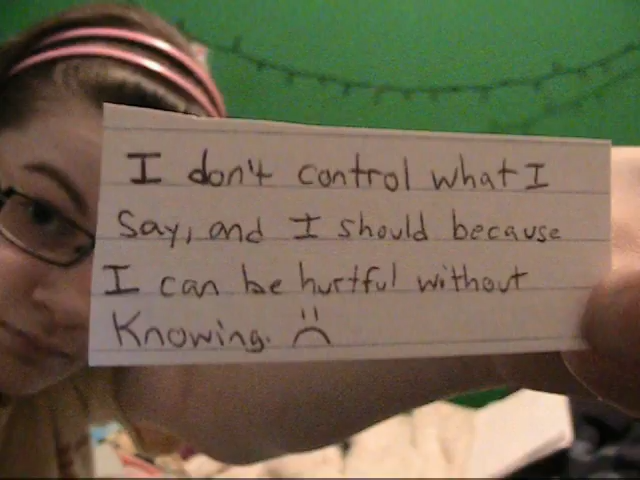 I don't control what I
Say, and I should because
I can be hurtful without
Knowing. :(